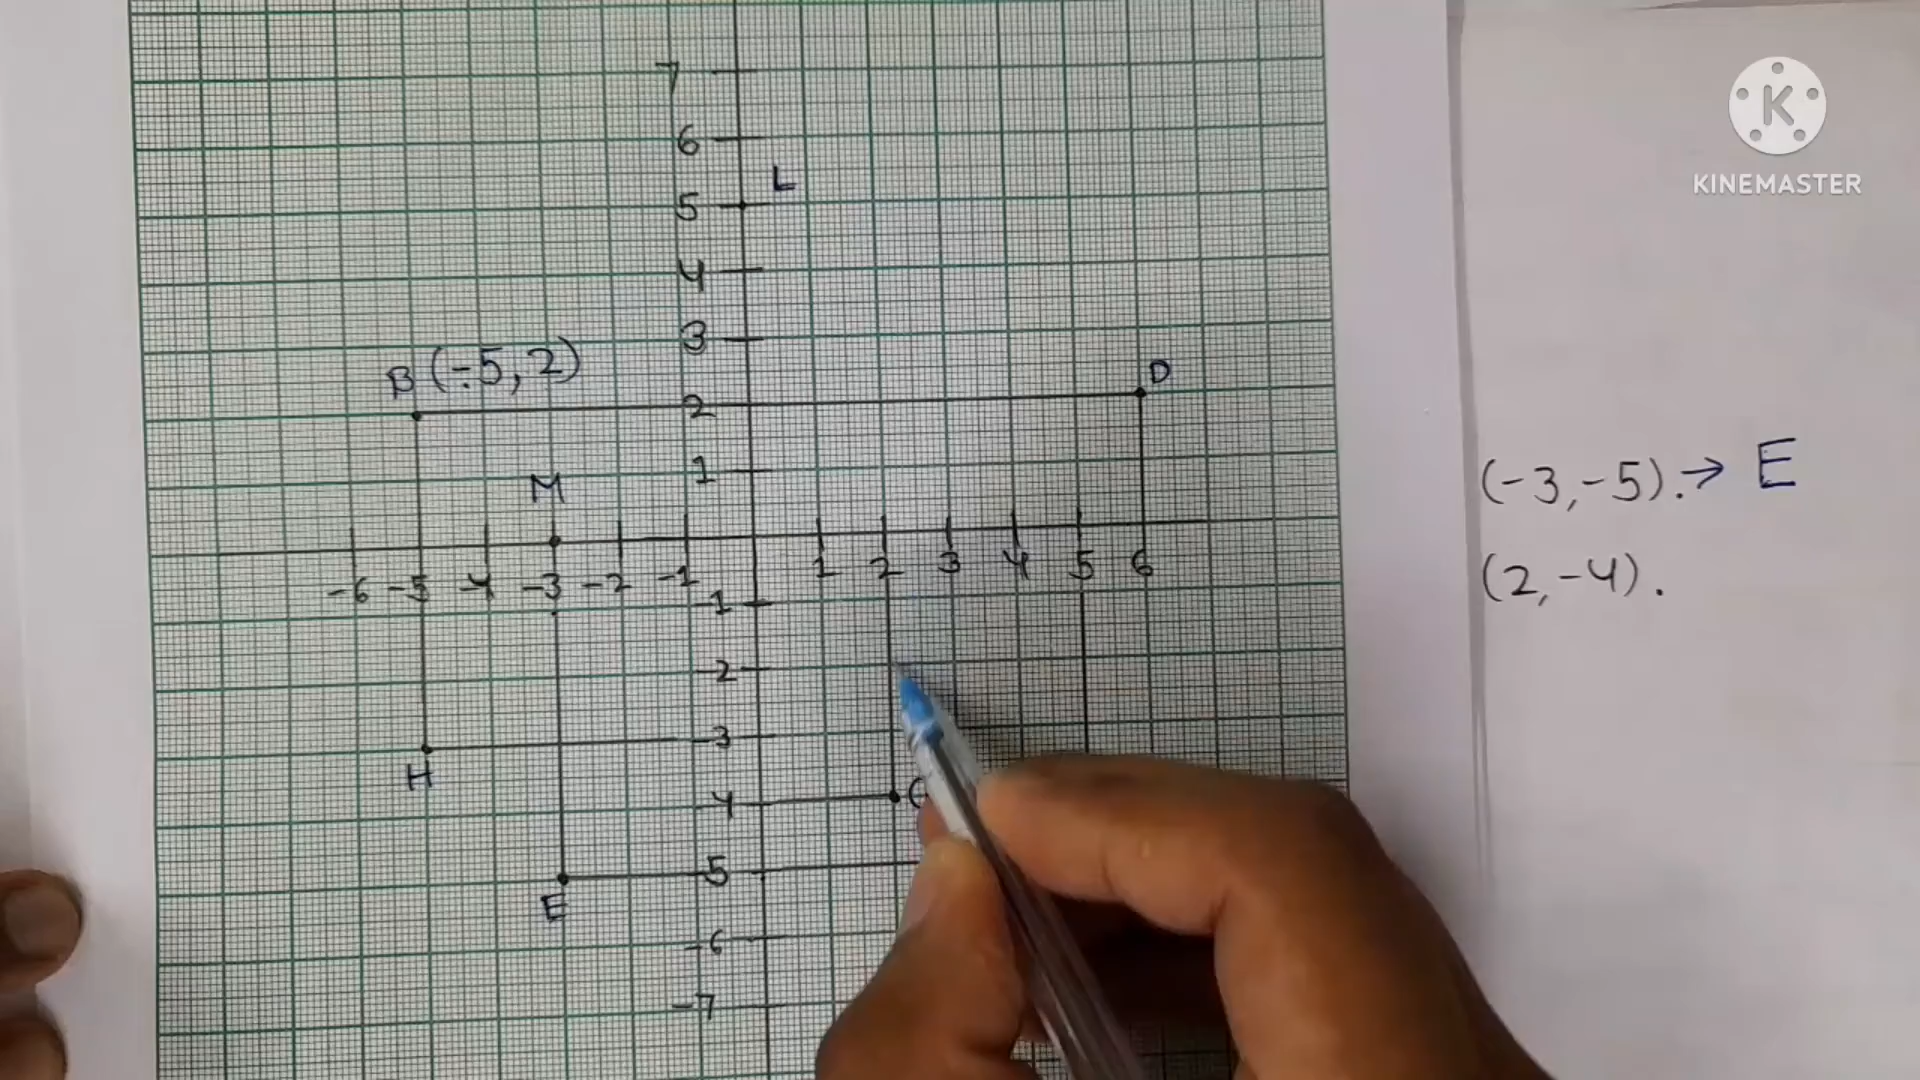 7
6
L
5
4
3
B (-5, 2)
D
2
1
M
-6 -5 -4 -3 -2 -1 1 2 3 4 5 6
-1
-2
-3
H
-4
-5
E
-6
-7
(-3, -5). → E
(2, -4).
K
KINEMASTER